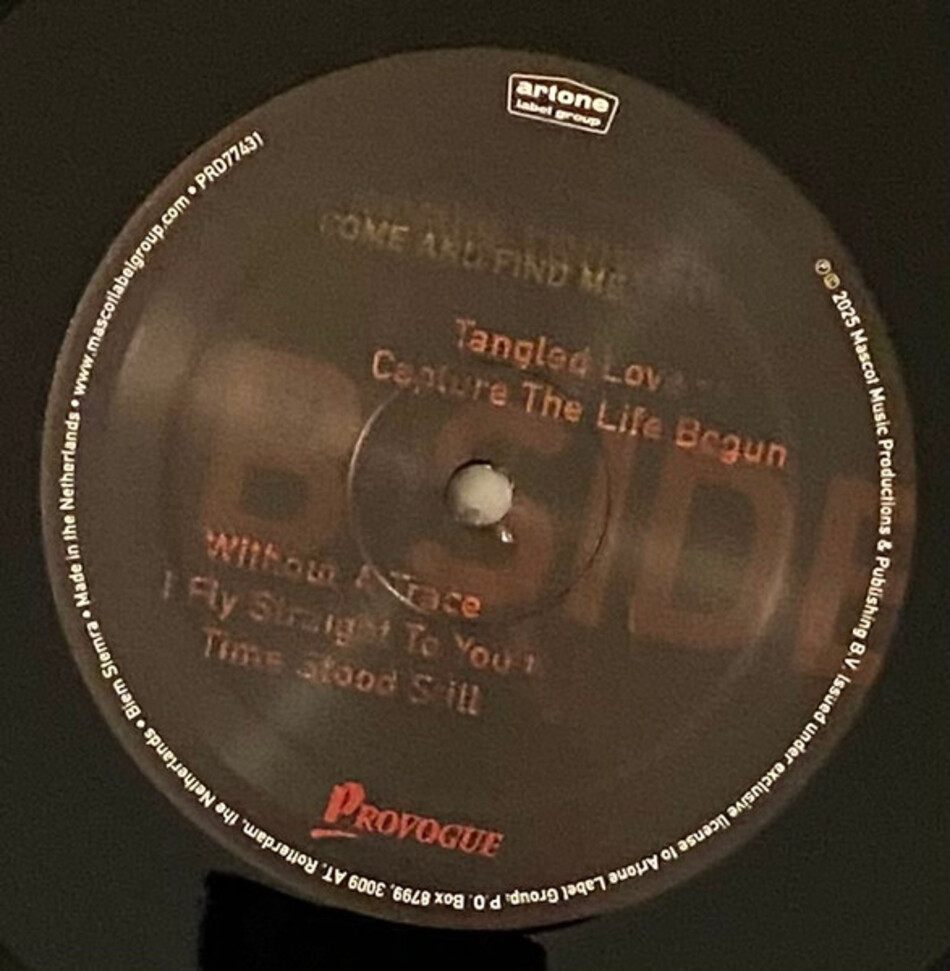 artone
label group
COME AND FIND ME
Tangled Love
Capture The Life Begun
B SIDE
Without A Trace
I Fly Straight To You
Time Stood Still
PROVOGUE
℗© 2025 Mascot Music Productions & Publishing B.V. Issued under exclusive license to Artone Label Group, P.O. Box 8799, 3009 AT, Rotterdam, the Netherlands • Biem Stemra • Made in the Netherlands • www.mascotlabelgroup.com • PRD77431